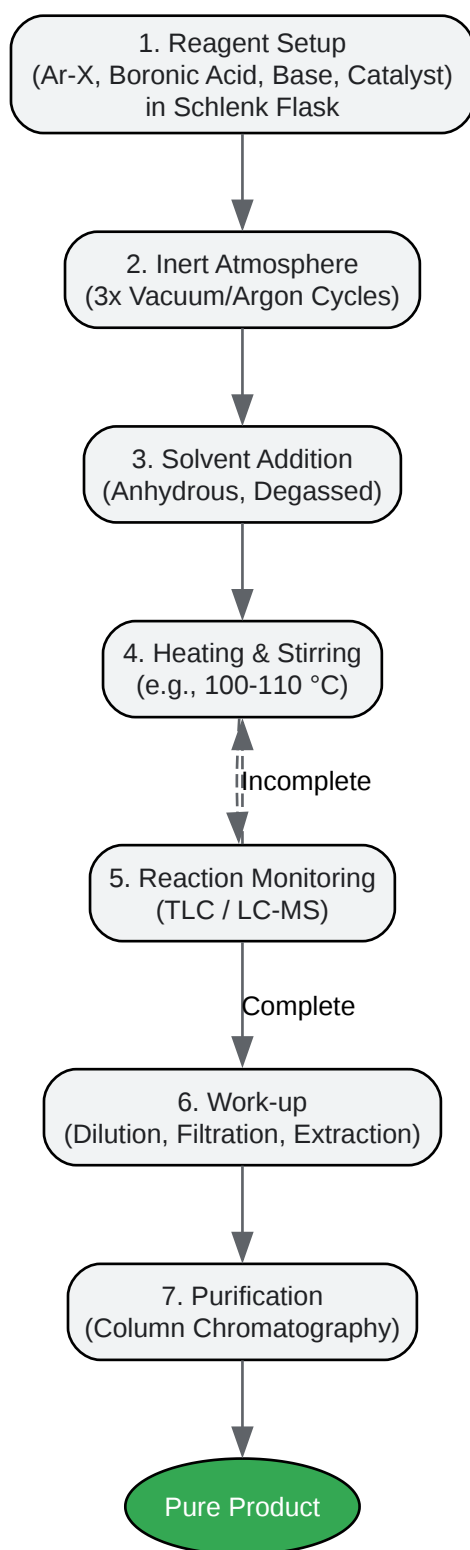 1. Reagent Setup
(Ar-X, Boronic Acid, Base, Catalyst)
in Schlenk Flask
2. Inert Atmosphere
(3x Vacuum/Argon Cycles)
3. Solvent Addition
(Anhydrous, Degassed)
4. Heating & Stirring
(e.g., 100-110 °C)
Incomplete
5. Reaction Monitoring
(TLC / LC-MS)
Complete
6. Work-up
(Dilution, Filtration, Extraction)
7. Purification
(Column Chromatography)
Pure Product